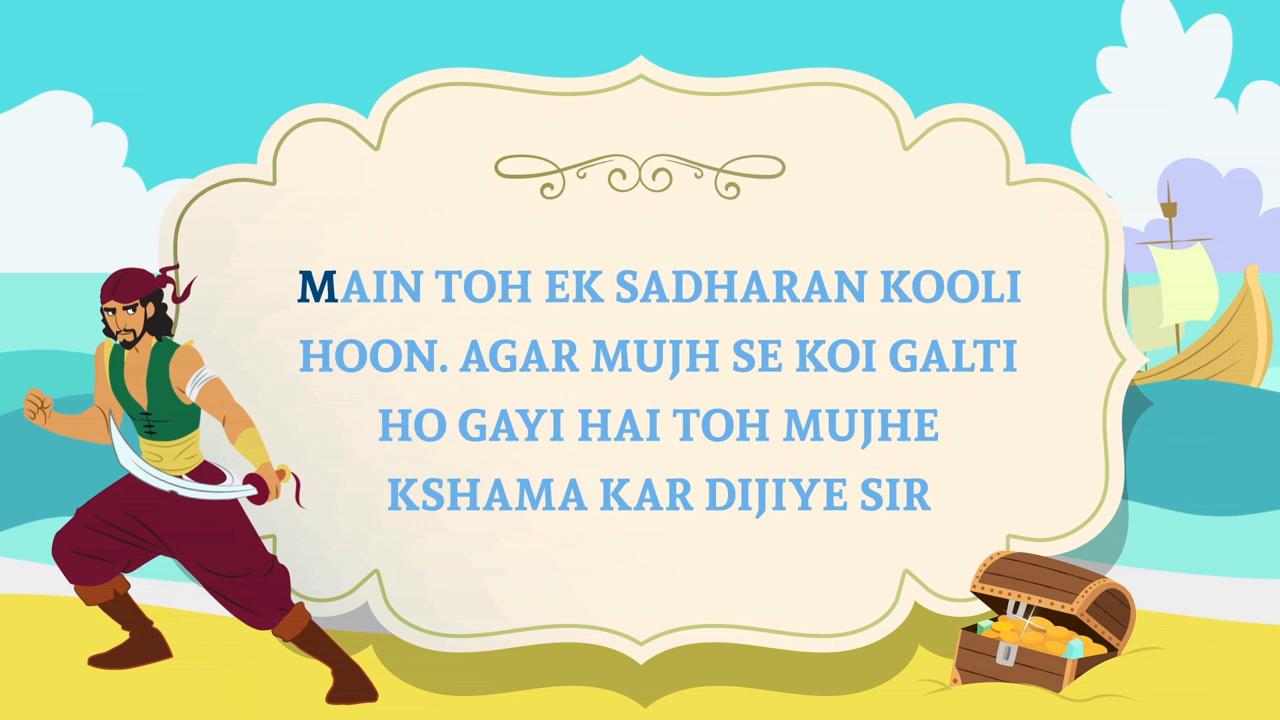 MAIN TOH EK SADHARAN KOOLI
HOON. AGAR MUJH SE KOI GALTI
HO GAYI HAI TOH MUJHE
KSHAMA KAR DIJIYE SIR